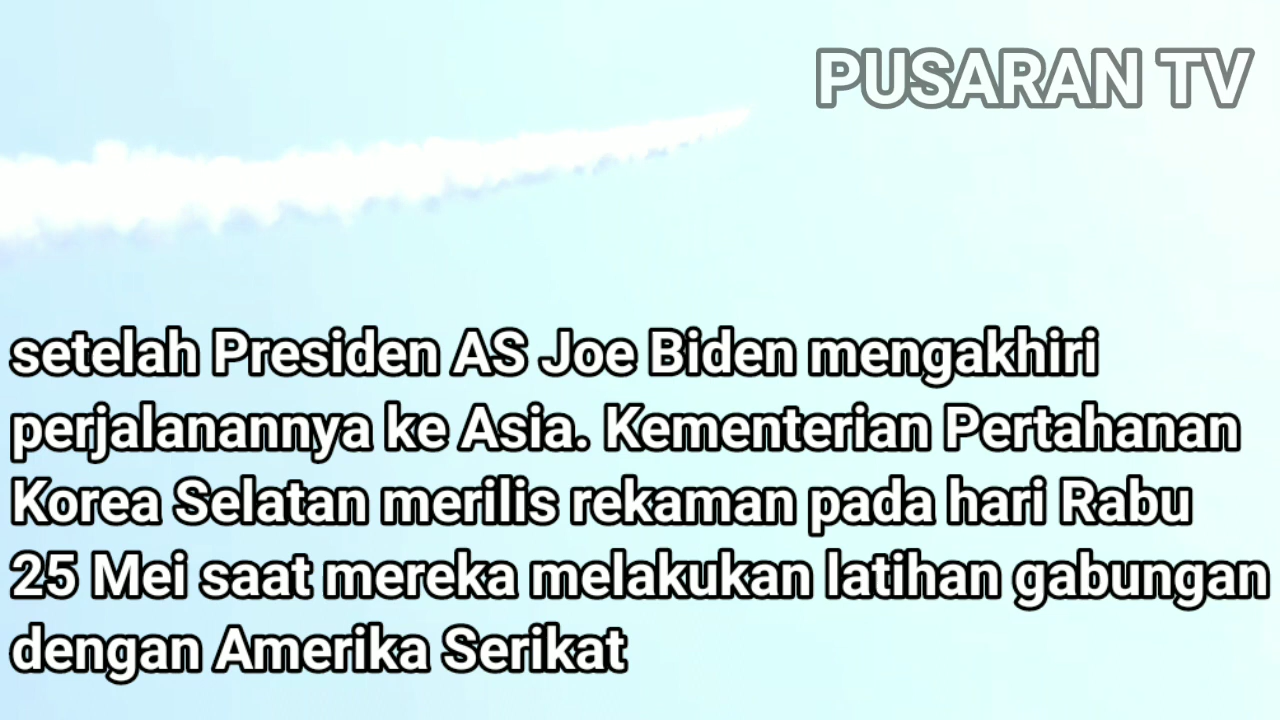 PUSARAN TV
setelah Presiden AS Joe Biden mengakhiri
perjalanannya ke Asia. Kementerian Pertahanan
Korea Selatan merilis rekaman pada hari Rabu
25 Mei saat mereka melakukan latihan gabungan
dengan Amerika Serikat